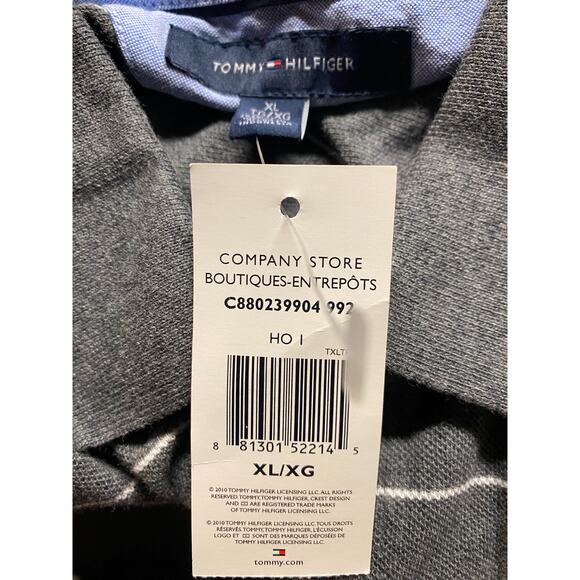 TOMMY HILFIGER
XL
TG/XG
INDONESIA
COMPANY STORE
BOUTIQUES-ENTREPÔTS
C880239904 992
HO I
8 81301 52214 5
XL/XG
© 2010 TOMMY HILFIGER LICENSING LLC. ALL RIGHTS
RESERVED. TOMMY, TOMMY HILFIGER, CREST DESIGN
AND ARE REGISTERED TRADE MARKS
OF TOMMY HILFIGER LICENSING LLC.
© 2010 TOMMY HILFIGER LICENSING LLC. TOUS DROITS
RÉSERVÉS. TOMMY, TOMMY HILFIGER, L'ÉCUSSON
LOGO ET SONT DES MARQUES DÉPOSÉES DE
TOMMY HILFIGER LICENSING LLC.
tommy.com